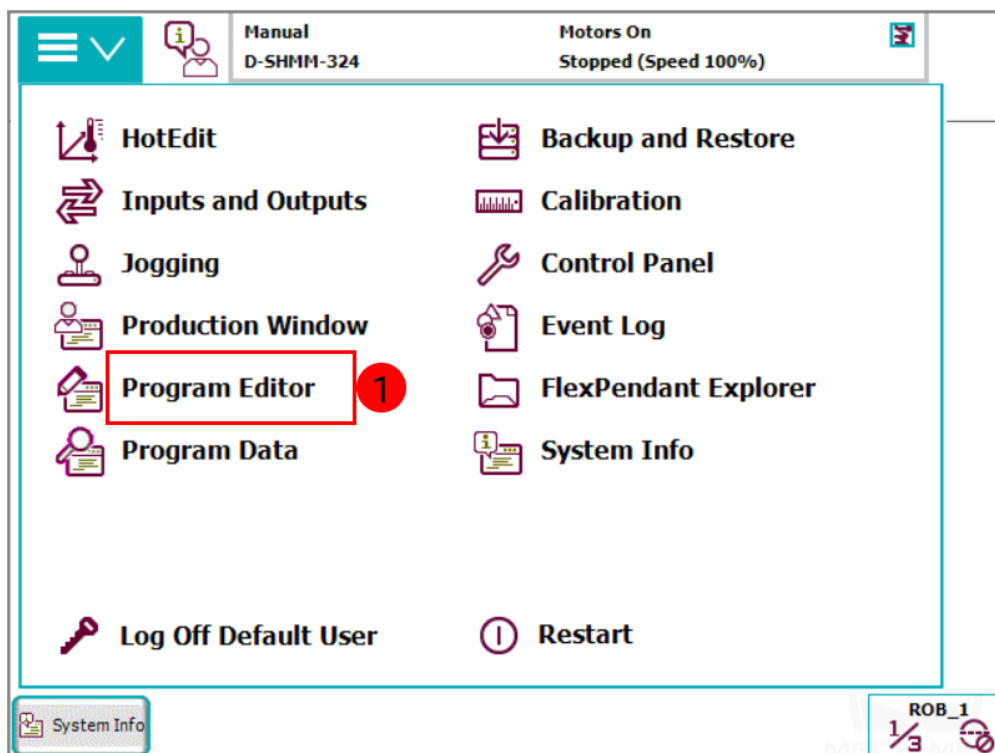 Manual
D-SHMM-324
Motors On
Stopped (Speed 100%)
HotEdit
Backup and Restore
Inputs and Outputs
Calibration
Jogging
Control Panel
Production Window
Event Log
Program Editor
1
FlexPendant Explorer
Program Data
System Info
Log Off Default User
Restart
System Info
ROB_1
1/3